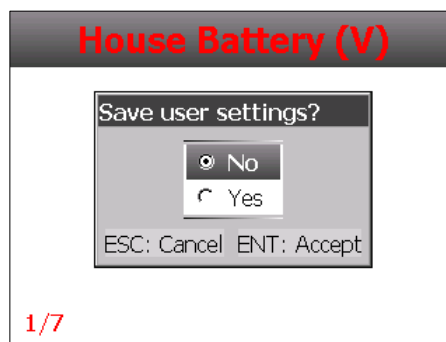 House Battery (V)
Save user settings?
No
Yes
ESC: Cancel ENT: Accept
1/7